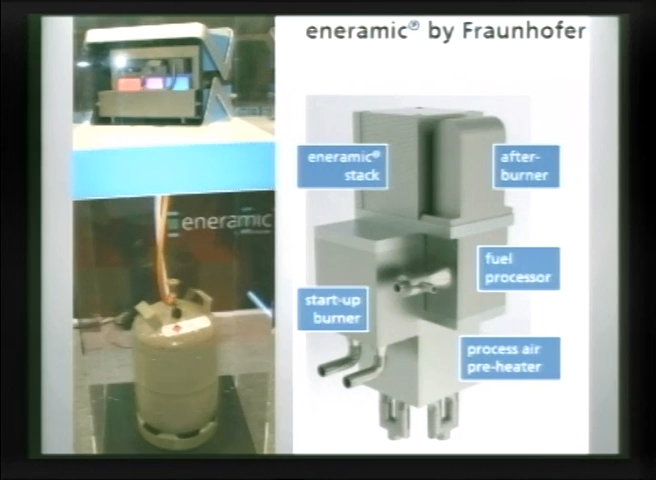 eneramic® by Fraunhofer
eneramic®
stack
after-
burner
eneramic
fuel
processor
start-up
burner
process air
pre-heater